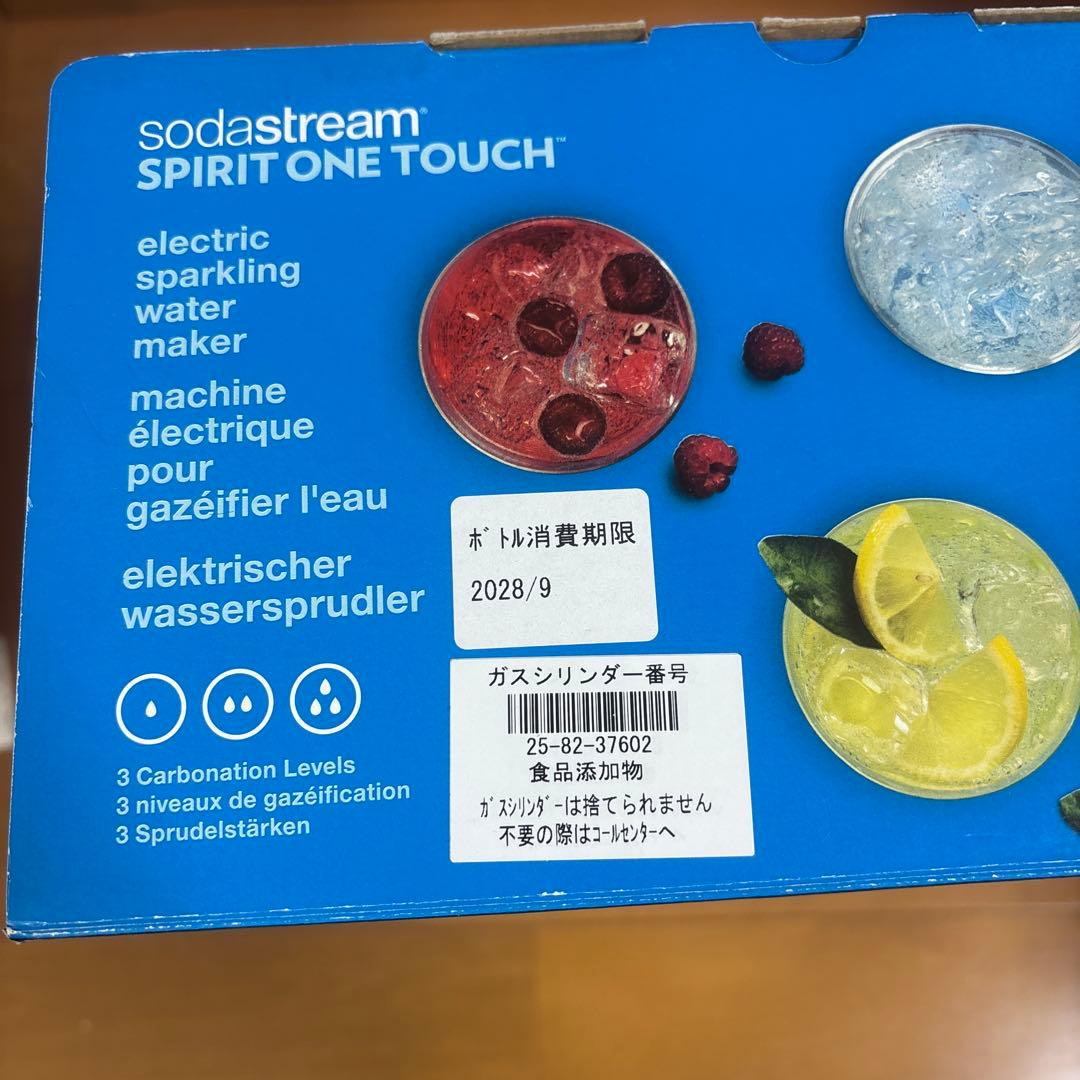 sodastream®
SPIRIT ONE TOUCH™
electric
sparkling
water
maker
machine
électrique
pour
gazéifier l'eau
elektrischer
wassersprudler
3 Carbonation Levels
3 niveaux de gazéification
3 Sprudelstärken
ﾎﾞﾄﾙ消費期限
2028/9
ガスシリンダー番号
25-82-37602
食品添加物
ｶﾞｽｼﾘﾝﾀﾞｰは捨てられません
不要の際はｺｰﾙｾﾝﾀｰへ